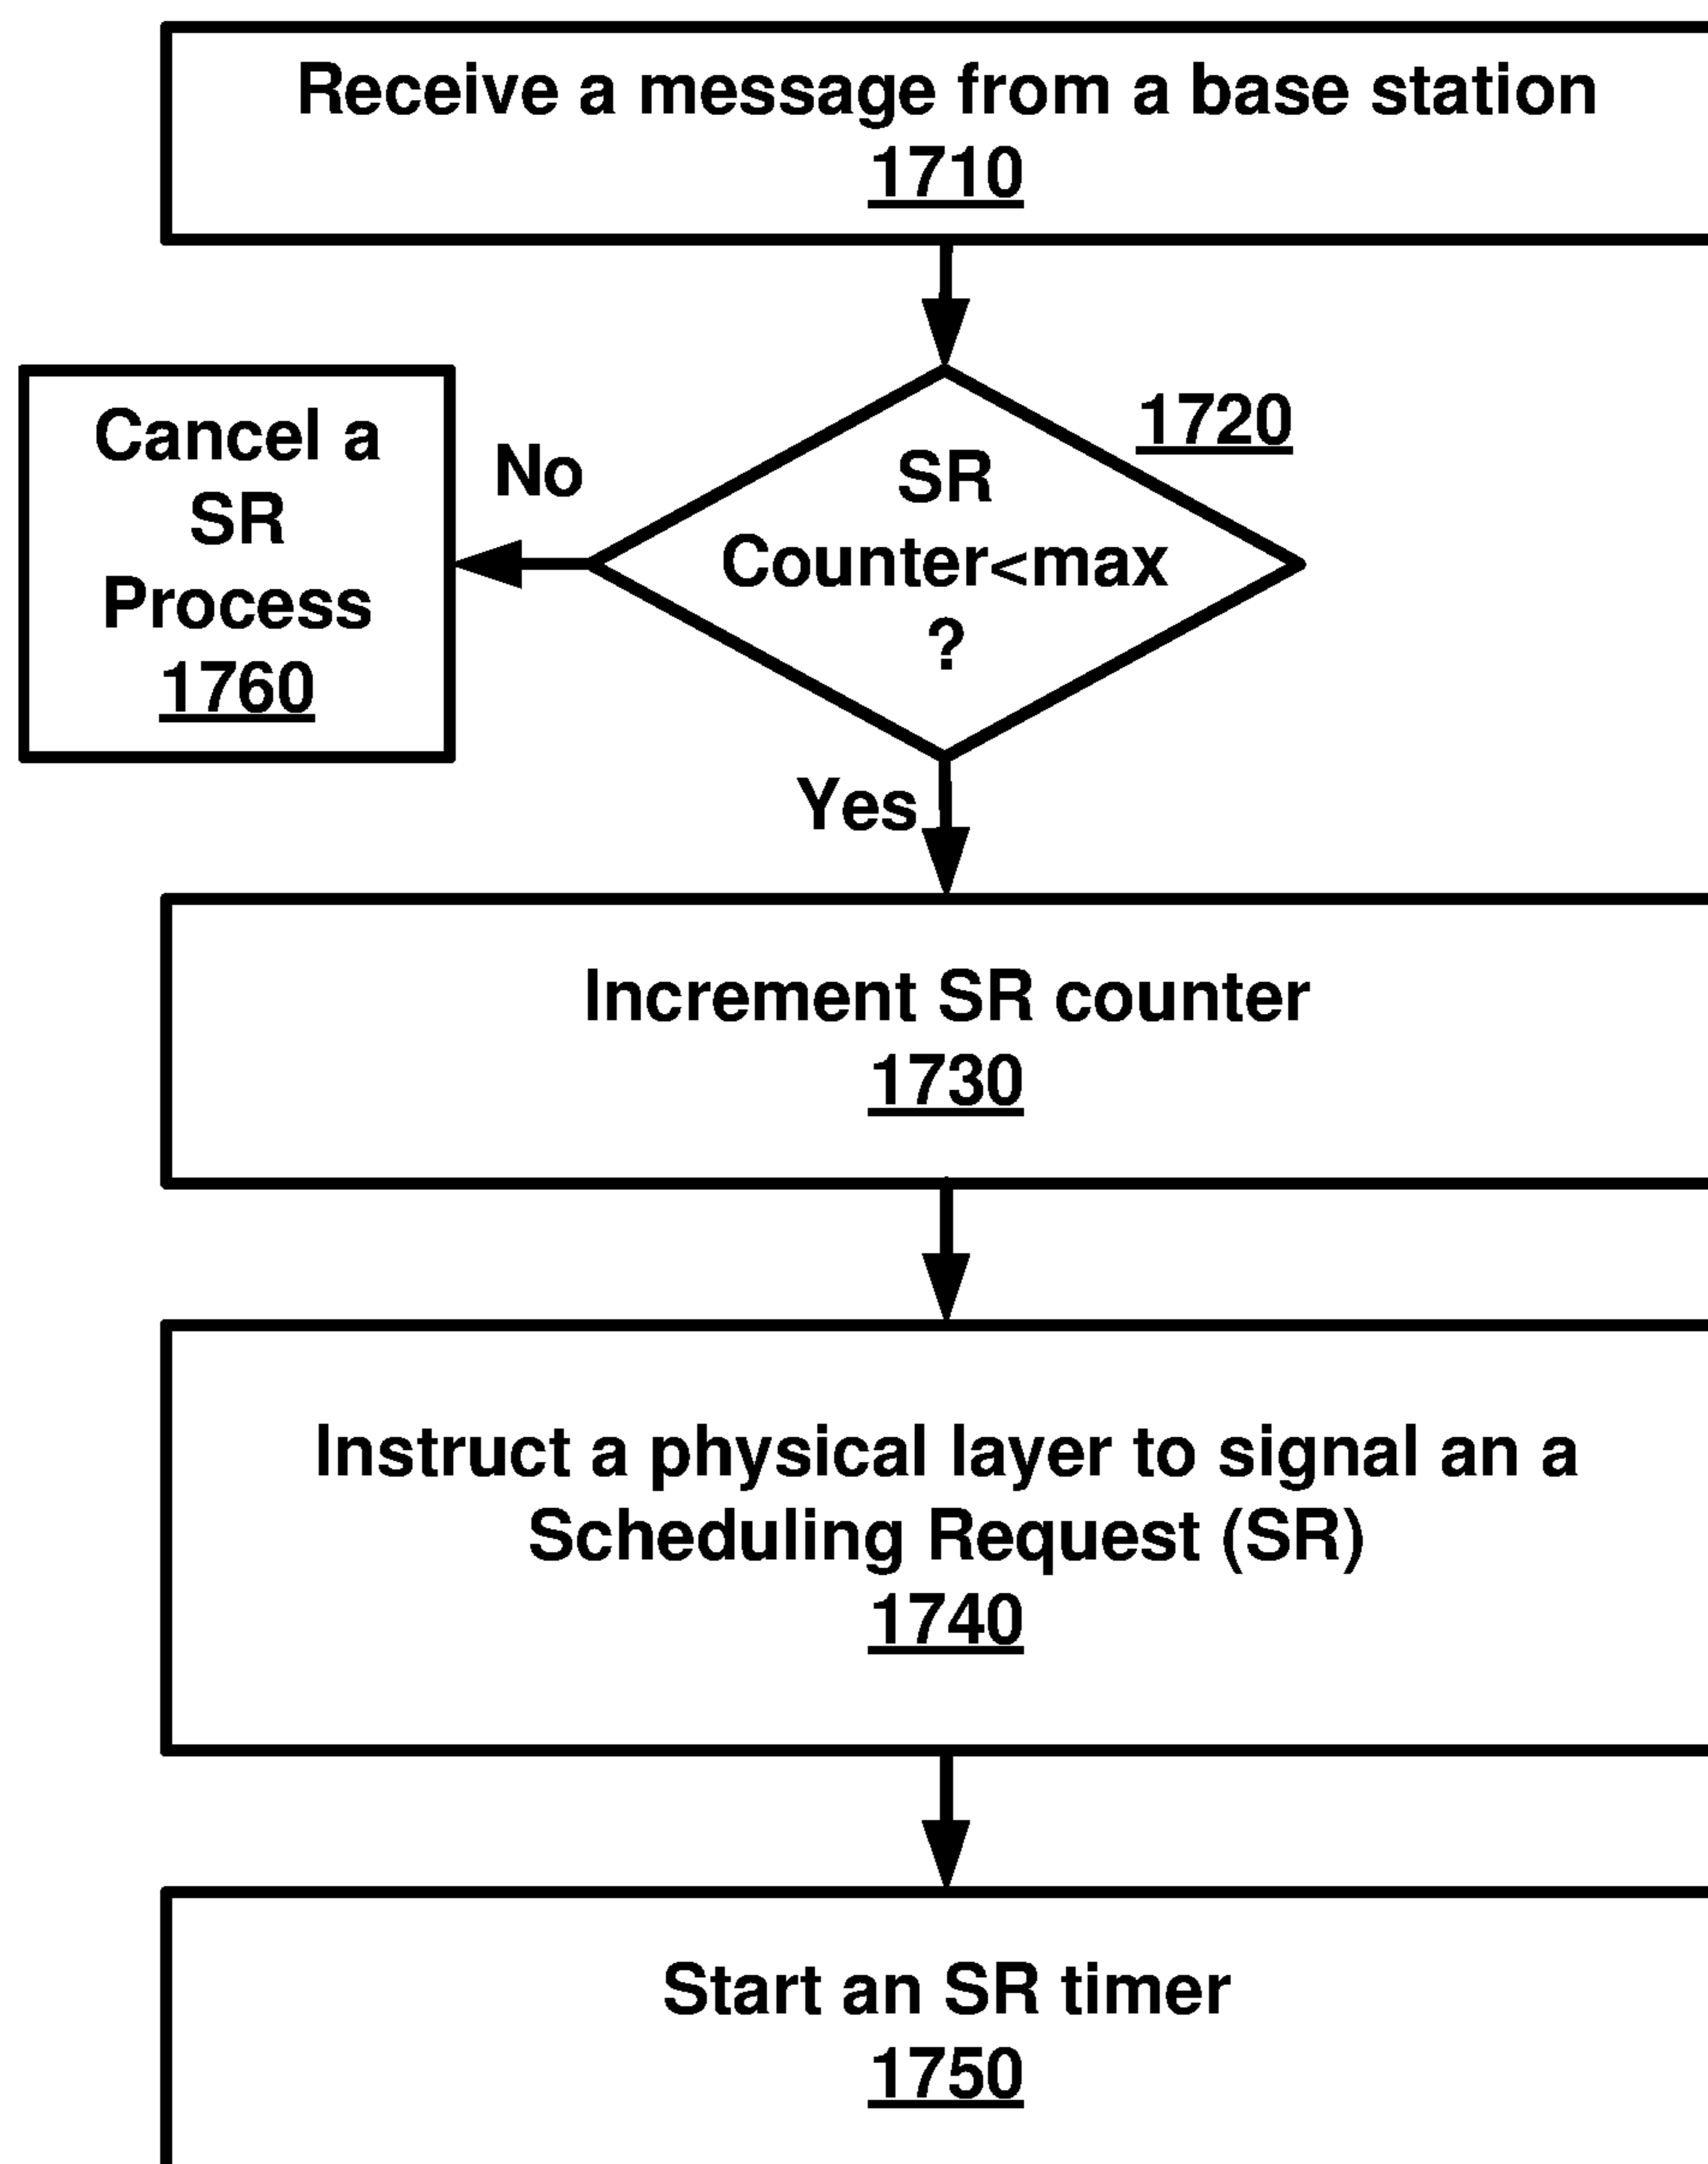 Receive a message from a base station
1710
1720
SR
Counter<max
?
No
Cancel a
SR
Process
1760
Yes
Increment SR counter
1730
Instruct a physical layer to signal an a
Scheduling Request (SR)
1740
Start an SR timer
1750